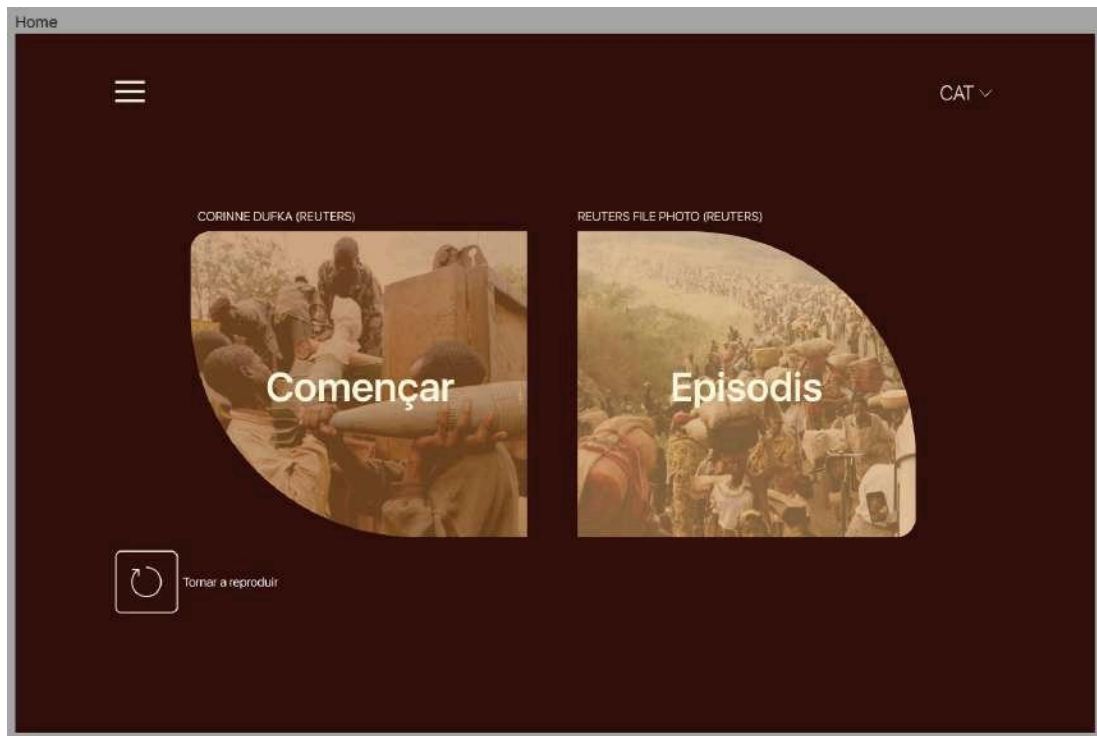 Home
CAT
CORINNE DUFKA (REUTERS)
REUTERS FILE PHOTO (REUTERS)
Començar
Episodis
Tornar a reproduir